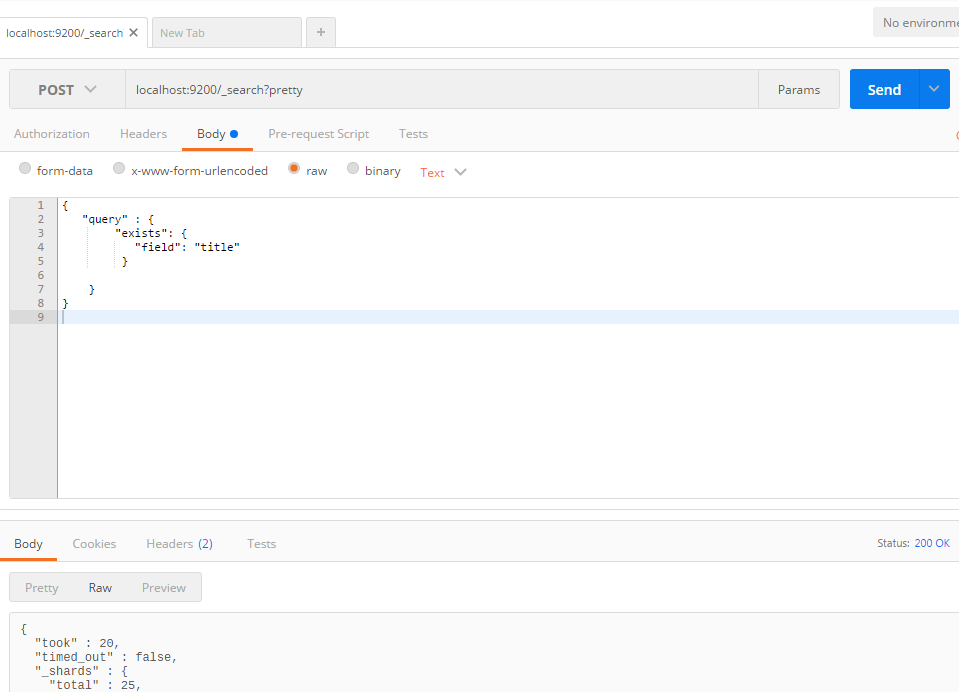 localhost:9200/_search × New Tab + No environme
POST localhost:9200/_search?pretty Params Send
Authorization Headers Body Pre-request Script Tests
form-data x-www-form-urlencoded raw binary Text
1 {
2 "query" : {
3 "exists": {
4 "field": "title"
5 }
6
7 }
8 }
9
Body Cookies Headers (2) Tests Status: 200 OK
Pretty Raw Preview
{
"took" : 20,
"timed_out" : false,
"_shards" : {
"total" : 25,